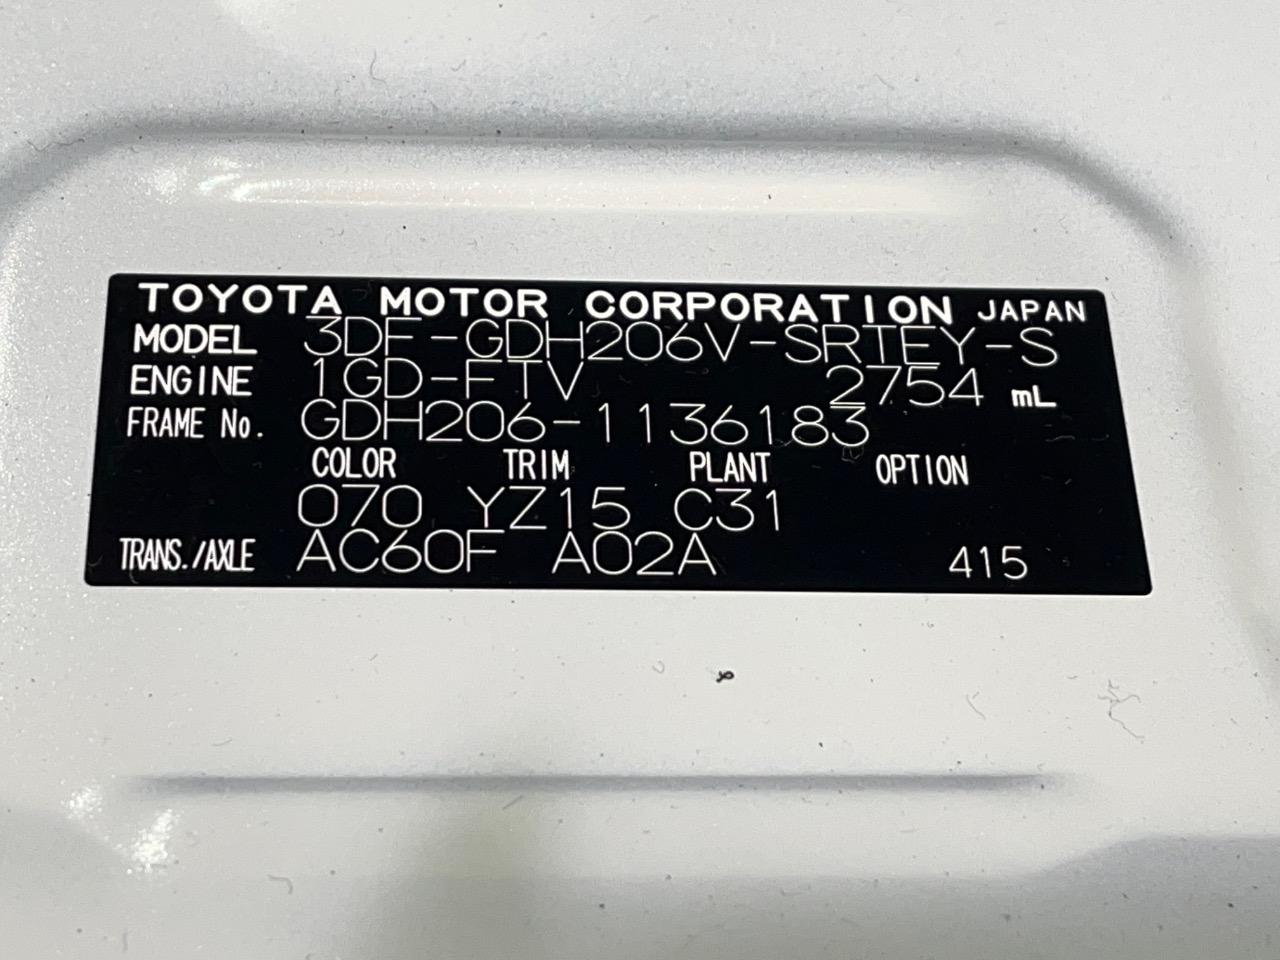 TOYOTA MOTOR CORPORATION JAPAN
MODEL 3DF-GDH206V-SRTEY-S
ENGINE 1GD-FTV 2754 mL
FRAME No. GDH206-1136183
COLOR TRIM PLANT OPTION
070 YZ15 C31
TRANS./AXLE AC60F A02A 415